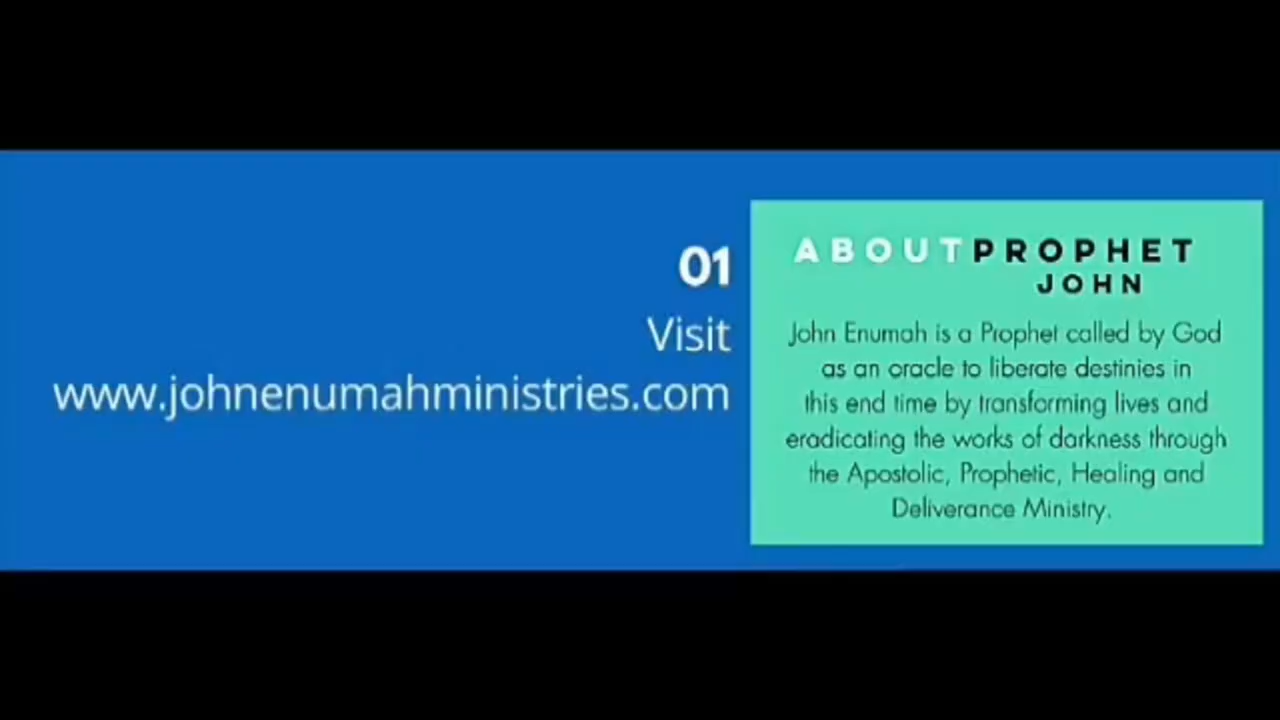 01
Visit
www.johnenumahministries.com
ABOUTPROPHET
JOHN
John Enumah is a Prophet called by God
as an oracle to liberate destinies in
this end time by transforming lives and
eradicating the works of darkness through
the Apostolic, Prophetic, Healing and
Deliverance Ministry.